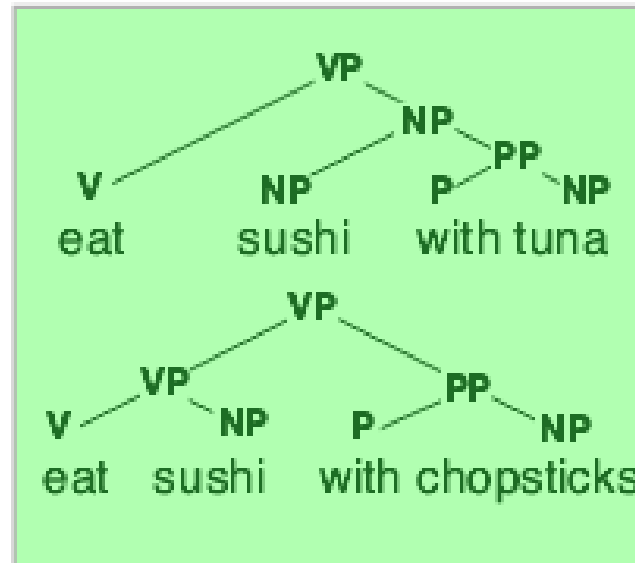 VP
NP
PP
V NP P NP
eat sushi with tuna
VP
VP PP
V NP P NP
eat sushi with chopsticks